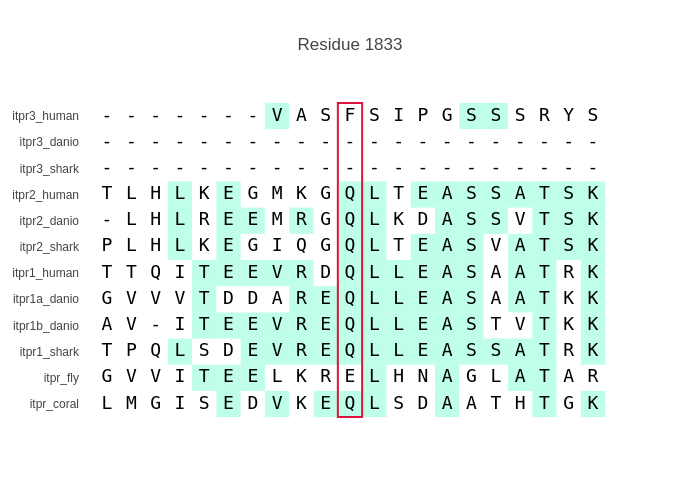 Residue 1833
itpr3_human - - - - - - - V A S F S I P G S S S R Y S
itpr3_danio - - - - - - - - - - - - - - - - - - - - -
itpr3_shark - - - - - - - - - - - - - - - - - - - - -
itpr2_human T L H L K E G M K G Q L T E A S S A T S K
itpr2_danio - L H L R E E M R G Q L K D A S S V T S K
itpr2_shark P L H L K E G I Q G Q L T E A S V A T S K
itpr1_human T T Q I T E E V R D Q L L E A S A A T R K
itpr1a_danio G V V V T D D A R E Q L L E A S A A T K K
itpr1b_danio A V - I T E E V R E Q L L E A S T V T K K
itpr1_shark T P Q L S D E V R E Q L L E A S S A T R K
itpr_fly G V V I T E E L K R E L H N A G L A T A R
itpr_coral L M G I S E D V K E Q L S D A A T H T G K